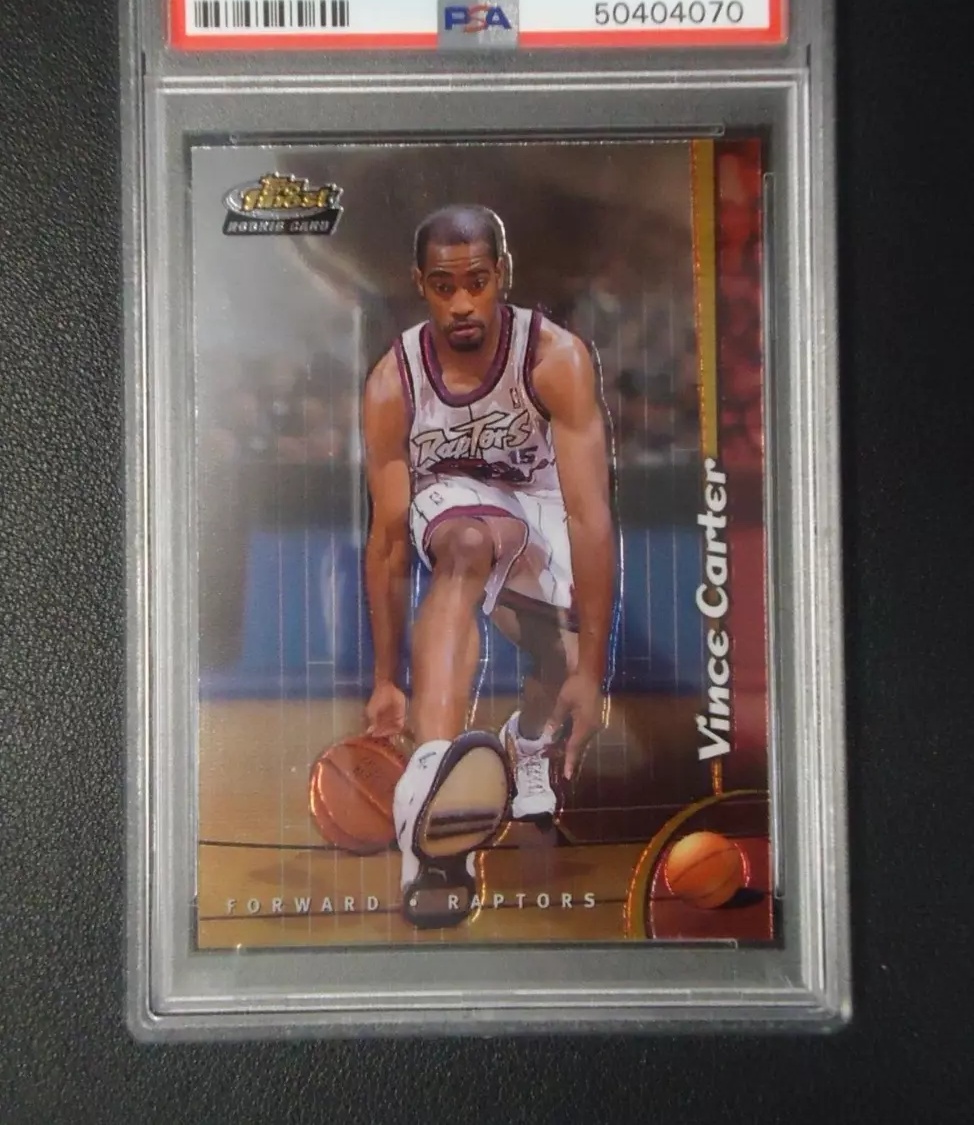 PSA
50404070
Finest
ROOKIE CARD
RAPTORS
15
Vince Carter
FORWARD • RAPTORS